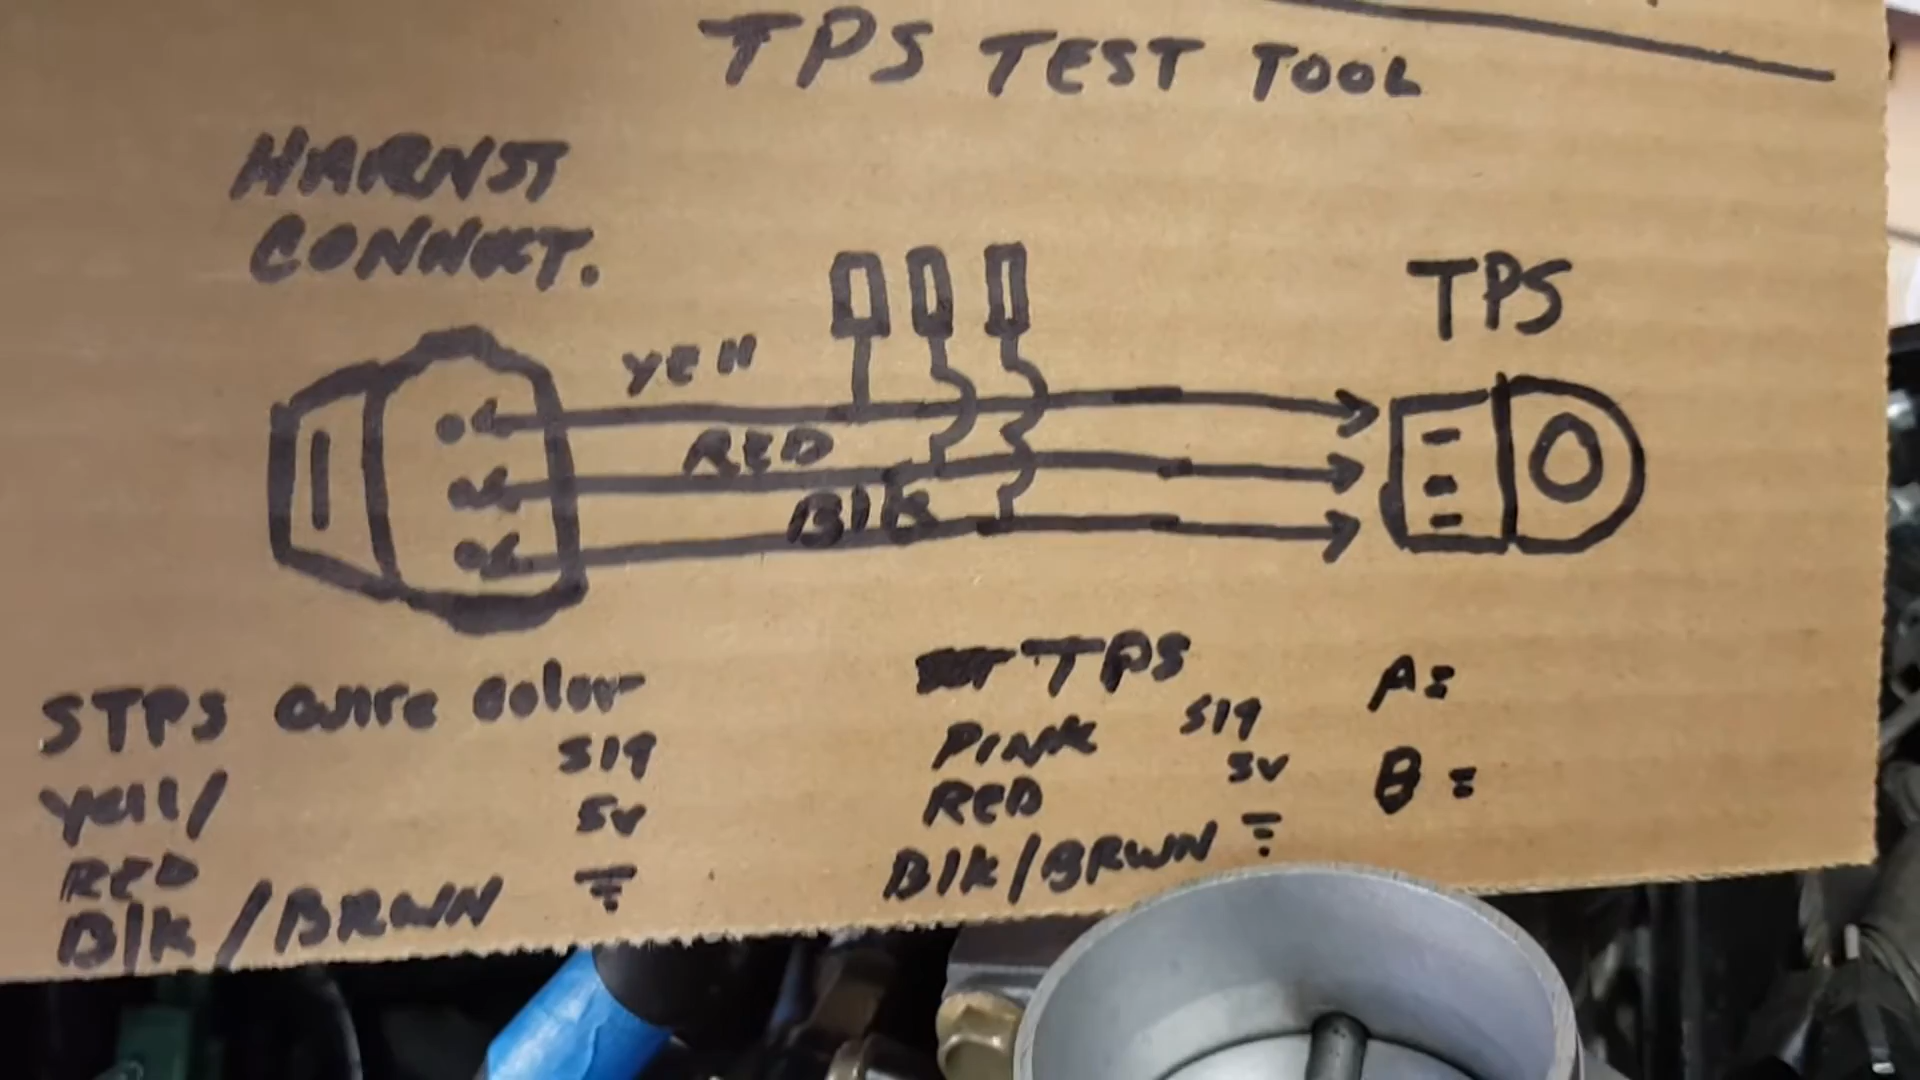 TPS TEST TOOL
HARNST
CONNECT.
TPS
YELL
RED
BLK
STPS wire color
Yell/ SIG
RED 5v
Blk/BRWN
TPS
PINK SIG
RED 5v
Blk/BRWN
A=
B=